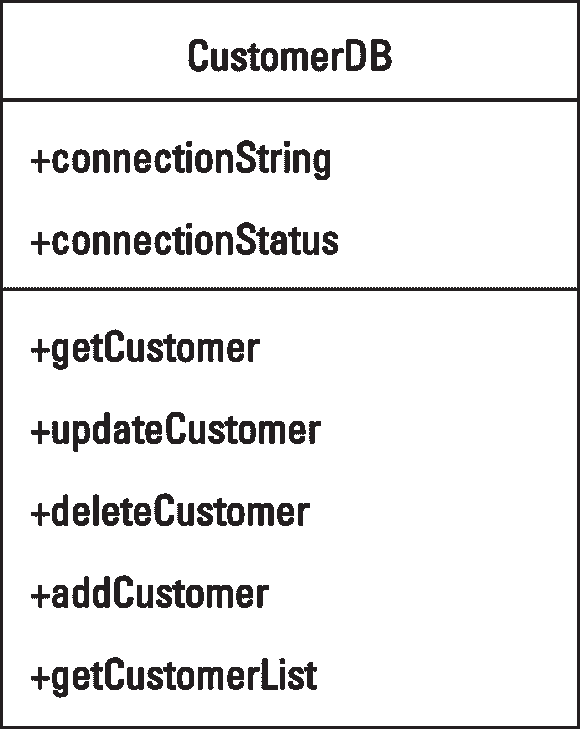 CustomerDB
+connectionString
+connectionStatus
+getCustomer
+updateCustomer
+deleteCustomer
+addCustomer
+getCustomerList